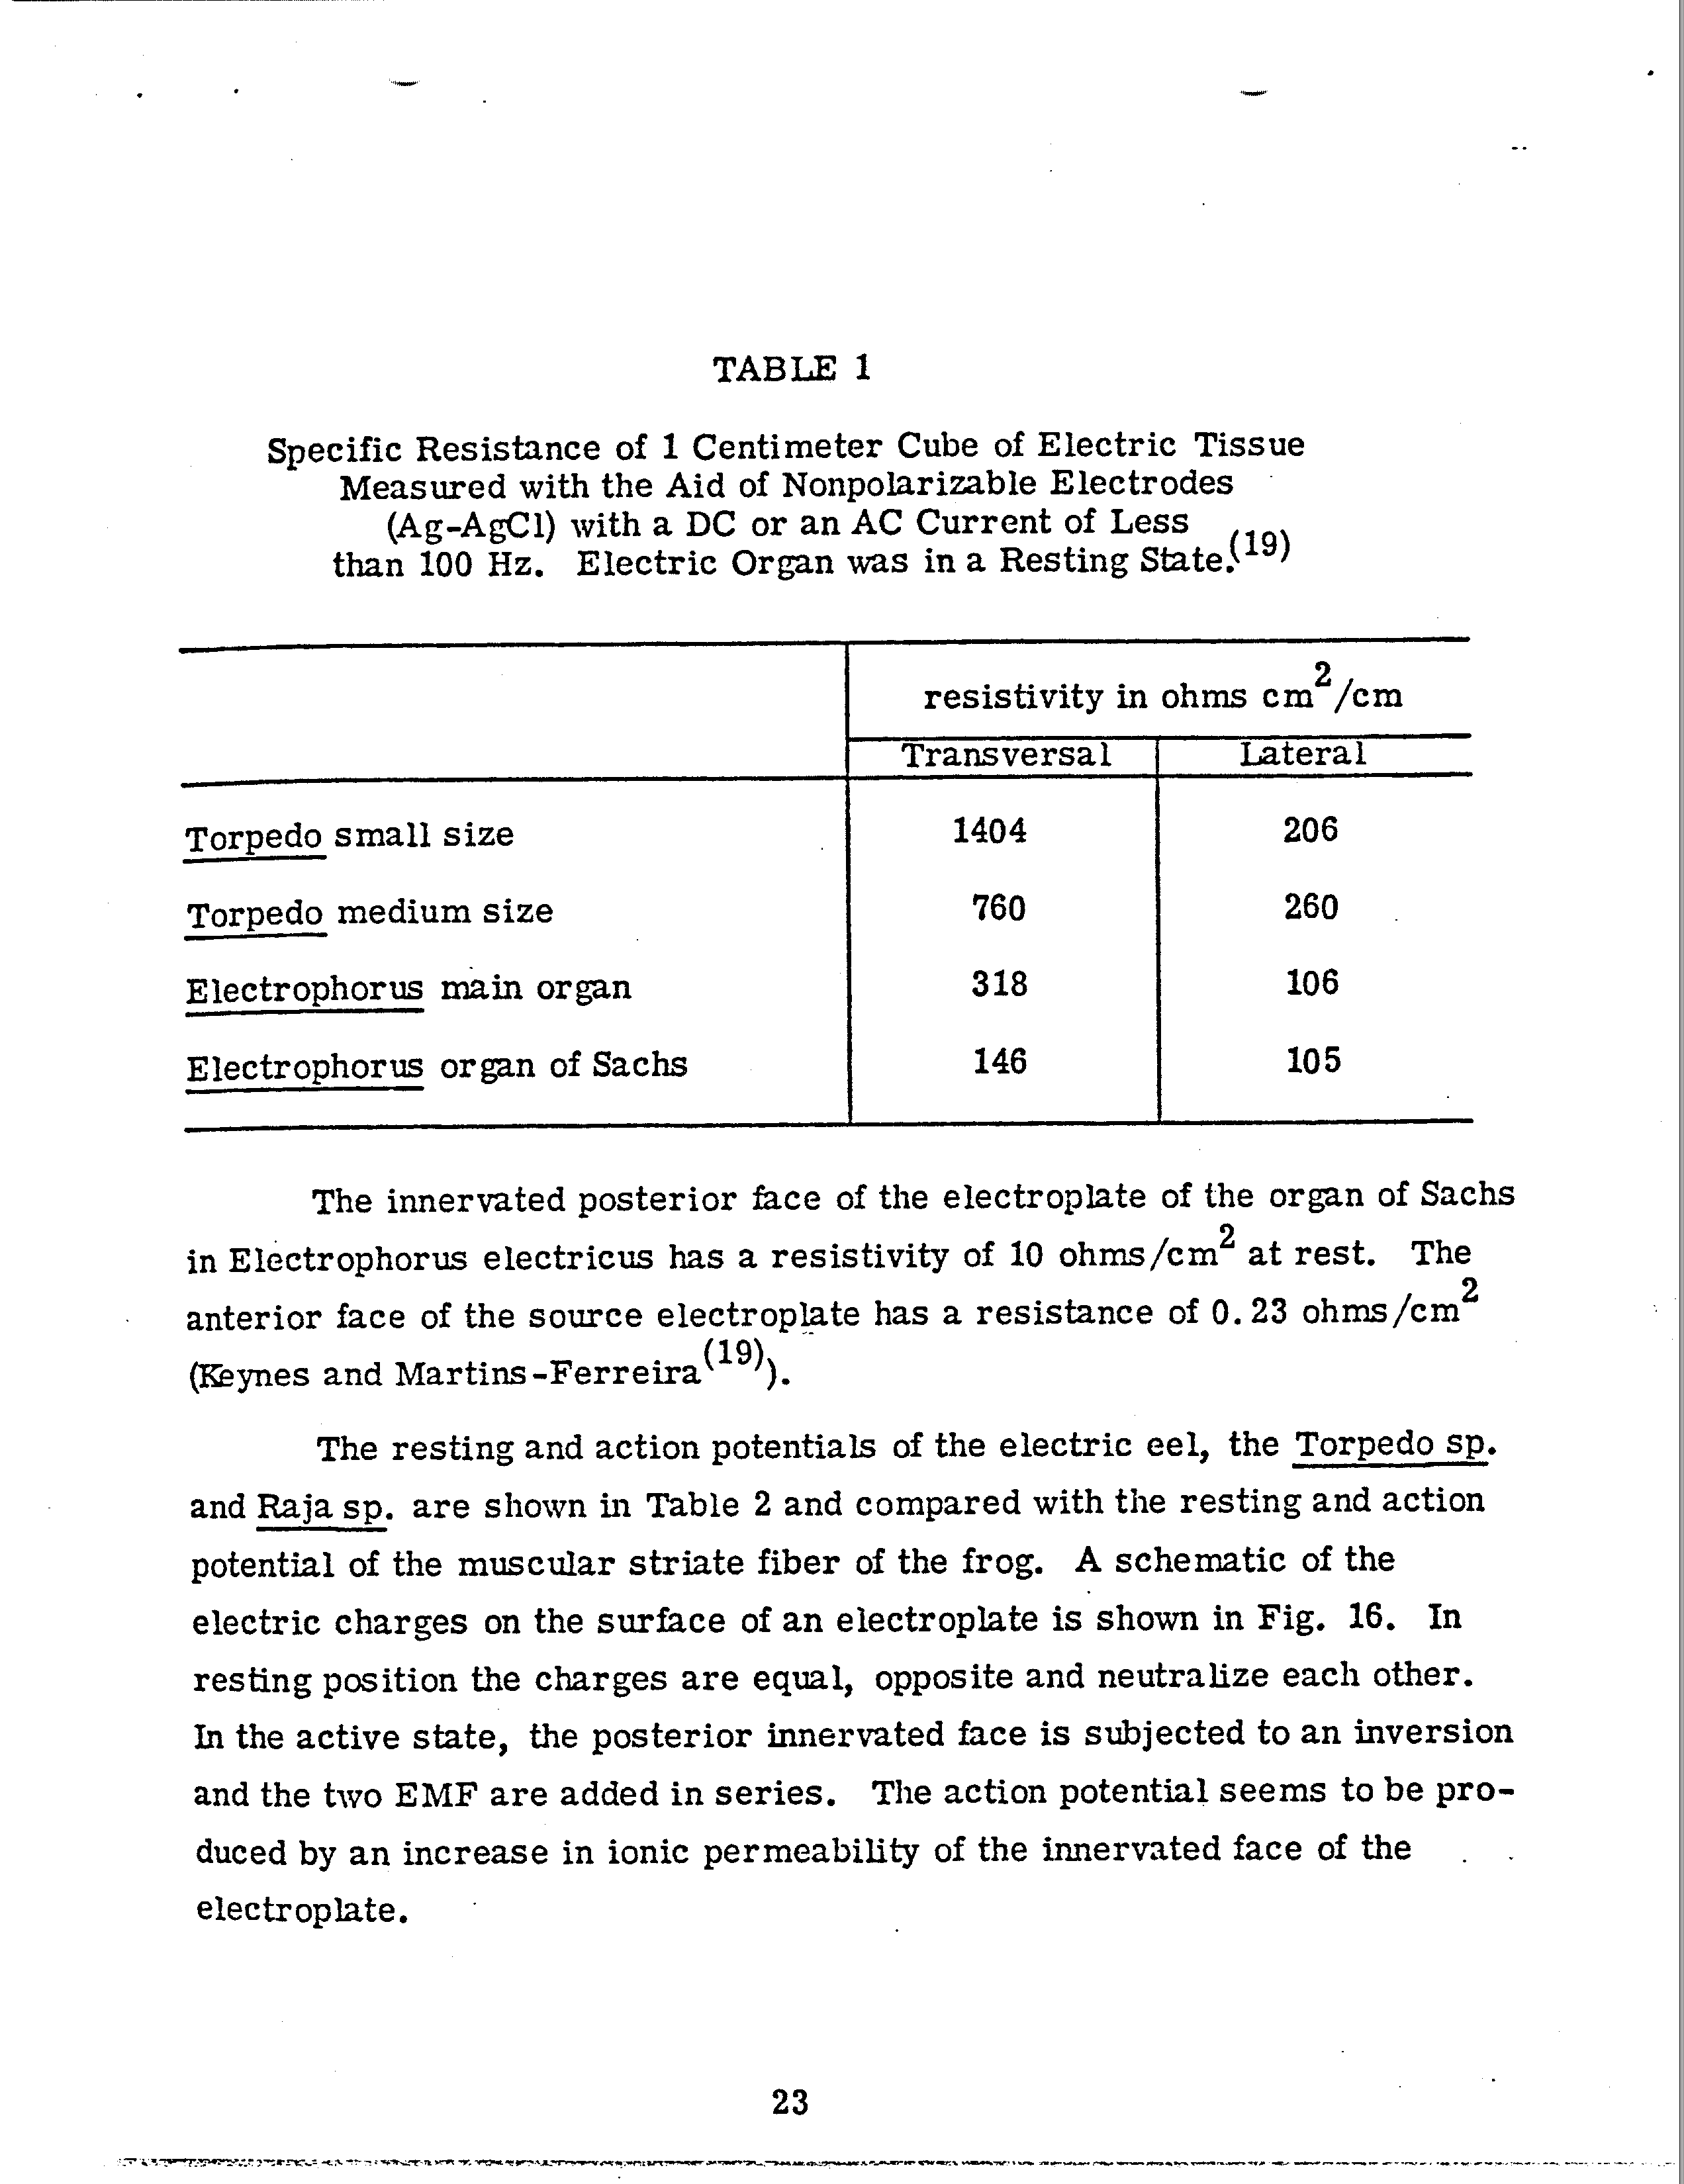 TABLE 1
Specific Resistance of 1 Centimeter Cube of Electric Tissue
Measured with the Aid of Nonpolarizable Electrodes
(Ag-AgCl) with a DC or an AC Current of Less
than 100 Hz. Electric Organ was in a Resting State.(19)
resistivity in ohms cm²/cm
Transversal Lateral
Torpedo small size 1404 206
Torpedo medium size 760 260
Electrophorus main organ 318 106
Electrophorus organ of Sachs 146 105
The innervated posterior face of the electroplate of the organ of Sachs
in Electrophorus electricus has a resistivity of 10 ohms/cm² at rest. The
anterior face of the source electroplate has a resistance of 0.23 ohms/cm²
(Keynes and Martins-Ferreira(19)).
The resting and action potentials of the electric eel, the Torpedo sp.
and Raja sp. are shown in Table 2 and compared with the resting and action
potential of the muscular striate fiber of the frog. A schematic of the
electric charges on the surface of an electroplate is shown in Fig. 16. In
resting position the charges are equal, opposite and neutralize each other.
In the active state, the posterior innervated face is subjected to an inversion
and the two EMF are added in series. The action potential seems to be pro-
duced by an increase in ionic permeability of the innervated face of the
electroplate.
23